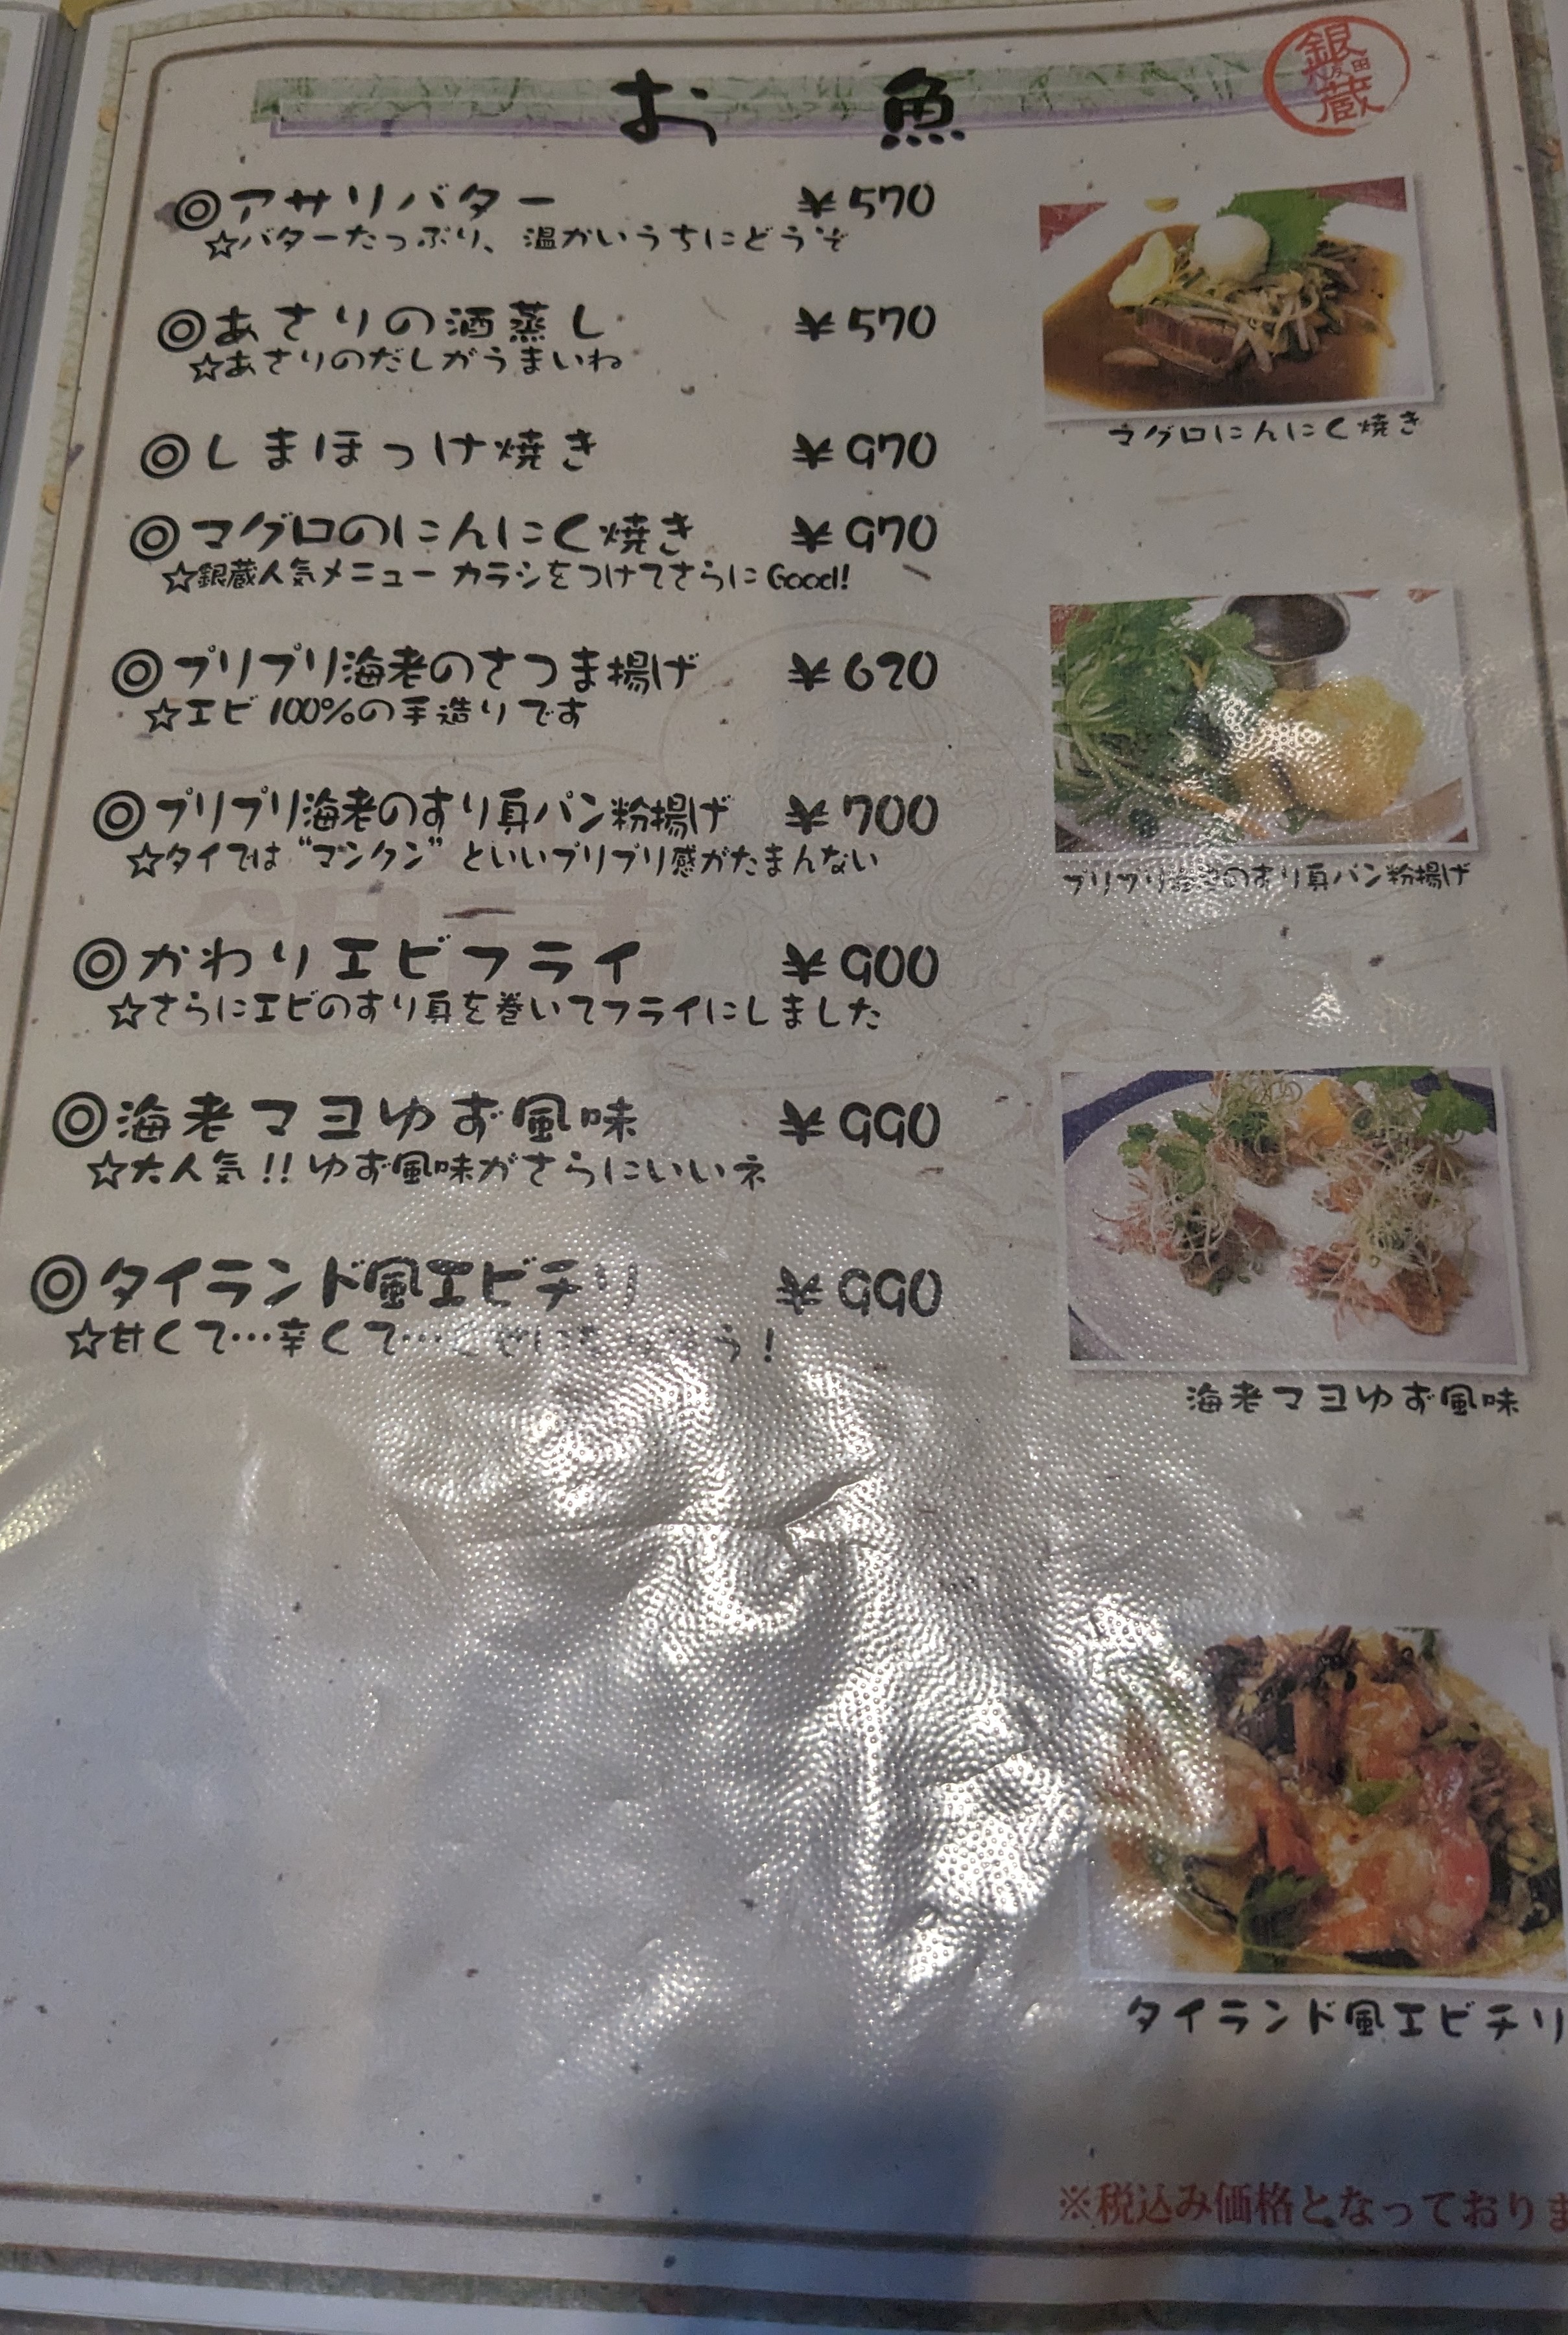 お 魚
銀蔵
友田
◎アサリバター ¥570
☆バターたっぷり、温かいうちにどうぞ
◎あさりの酒蒸し ¥570
☆あさりのだしがうまいね
◎しまほっけ焼き ¥970
◎マグロのにんにく焼き ¥970
☆銀蔵人気メニュー カラシをつけてさらにGood!
◎プリプリ海老のさつま揚げ ¥620
☆エビ100%の手造りです
◎プリプリ海老のすり身パン粉揚げ ¥700
☆タイでは“マンクン”といいプリプリ感がたまんない
◎かわりエビフライ ¥900
☆さらにエビのすり身を巻いてフライにしました
◎海老マヨゆず風味 ¥990
☆大人気!!ゆず風味がさらにいいネ
◎タイランド風エビチリ ¥990
☆甘くて…辛くて…う!
マグロにんにく焼き
プリプリ海老のすり身パン粉揚げ
海老マヨゆず風味
タイランド風エビチリ
※税込み価格となっておりま